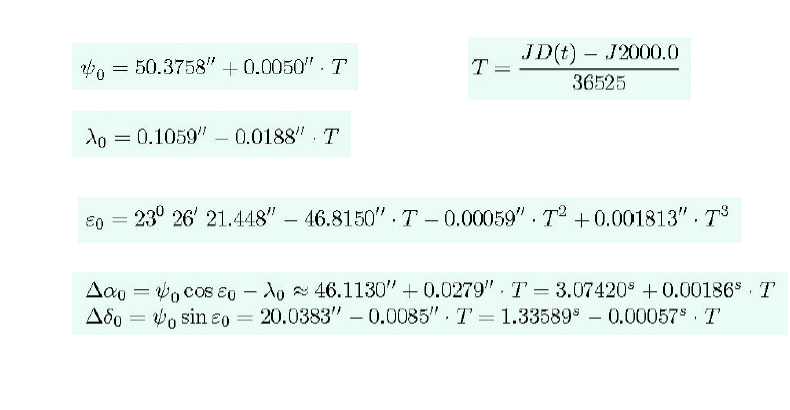 ψ₀ = 50.3758″ + 0.0050″ · T
T = (JD(t) − J2000.0) / 36525
λ₀ = 0.1059″ − 0.0188″ · T
ε₀ = 23⁰ 26′ 21.448″ − 46.8150″ · T − 0.00059″ · T² + 0.001813″ · T³
Δα₀ = ψ₀ cos ε₀ − λ₀ ≈ 46.1130″ + 0.0279″ · T = 3.07420ˢ + 0.00186ˢ · T
Δδ₀ = ψ₀ sin ε₀ = 20.0383″ − 0.0085″ · T = 1.33589ˢ − 0.00057ˢ · T